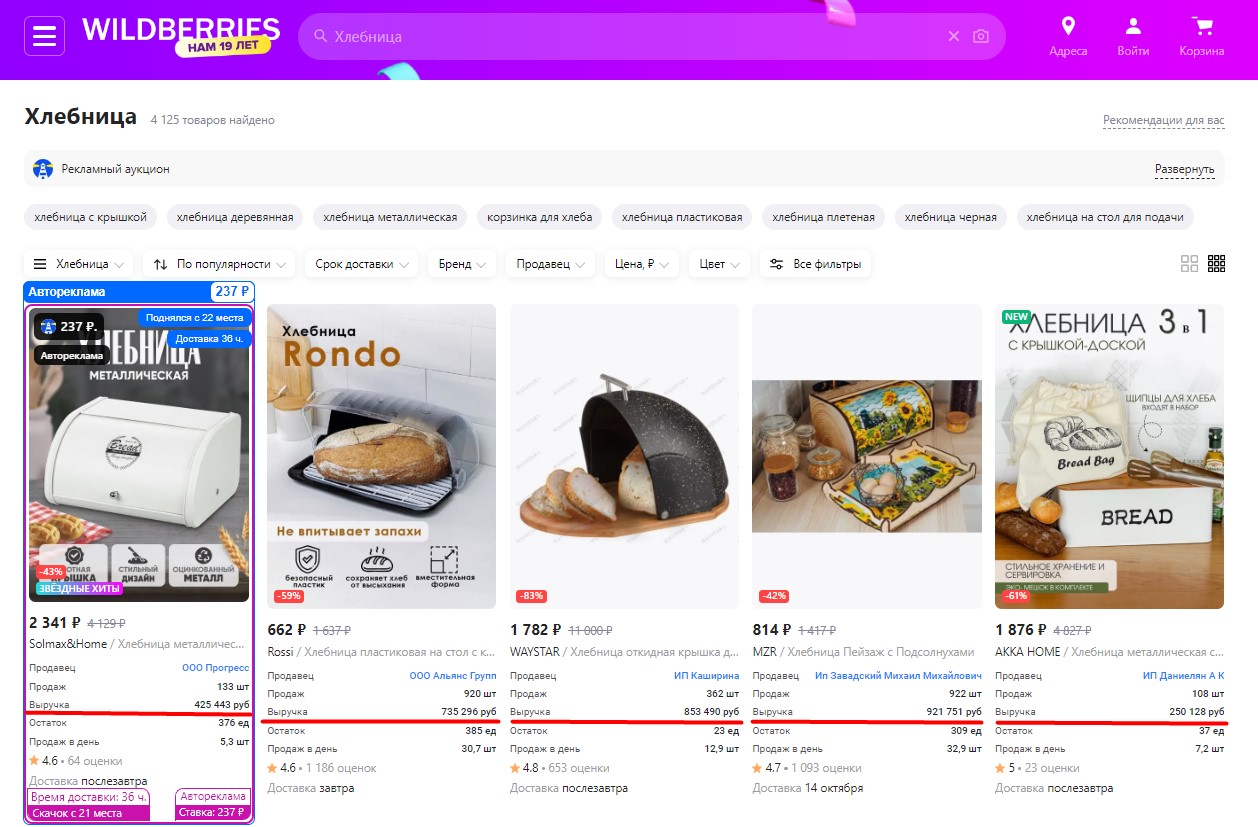 WILDBERRIES
НАМ 19 ЛЕТ
Хлебница
Адреса
Войти
Корзина
Хлебница
4 125 товаров найдено
Рекомендации для вас
Рекламный аукцион
Развернуть
хлебница с крышкой
хлебница деревянная
хлебница металлическая
корзинка для хлеба
хлебница пластиковая
хлебница плетеная
хлебница черная
хлебница на стол для подачи
Хлебница
По популярности
Срок доставки
Бренд
Продавец
Цена, ₽
Цвет
Все фильтры
Автореклама
237 ₽
237 ₽.
Поднялся с 22 места
Доставка 36 ч.
Автореклама
МЕТАЛЛИЧЕСКАЯ
Bread
КРЫШКА
СТИЛЬНЫЙ
ДИЗАЙН
ОЦИНКОВАННЫЙ
МЕТАЛЛ
-43%
ЗВЁЗДНЫЕ ХИТЫ
2 341 ₽ 4 129 ₽
Solmax&Home / Хлебница металличес...
Продавец ООО Прогресс
Продаж 133 шт
Выручка 425 443 руб
Остаток 376 ед
Продаж в день 5,3 шт
4.6 • 64 оценки
Доставка послезавтра
Время доставки: 36 ч.
Скачок с 21 места
Автореклама
Ставка: 237 ₽
Хлебница
Rondo
Не впитывает запахи
безопасный
пластик
сохраняет хлеб
от высыхания
вместительная
форма
-59%
662 ₽ 1 637 ₽
Rossi / Хлебница пластиковая на стол с к...
Продавец ООО Альянс Групп
Продаж 920 шт
Выручка 735 296 руб
Остаток 385 ед
Продаж в день 30,7 шт
4.6 • 1 186 оценок
Доставка завтра
-83%
1 782 ₽ 11 000 ₽
WAYSTAR / Хлебница откидная крышка д...
Продавец ИП Каширина
Продаж 362 шт
Выручка 853 490 руб
Остаток 23 ед
Продаж в день 12,9 шт
4.8 • 653 оценки
Доставка послезавтра
-42%
814 ₽ 1 417 ₽
MZR / Хлебница Пейзаж с Подсолнухами
Продавец Ип Завадский Михаил Михайлович
Продаж 922 шт
Выручка 921 751 руб
Остаток 309 ед
Продаж в день 32,9 шт
4.7 • 1 093 оценки
Доставка 14 октября
NEW
ХЛЕБНИЦА 3 в 1
С КРЫШКОЙ-ДОСКОЙ
ЩИПЦЫ ДЛЯ ХЛЕБА
ВХОДЯТ В НАБОР
Bread Bag
BREAD
СТИЛЬНОЕ ХРАНЕНИЕ И
СЕРВИРОВКА
ЭКО-МЕШОК В КОМПЛЕКТЕ
-61%
1 876 ₽ 4 827 ₽
AKKA HOME / Хлебница металлическая с...
Продавец ИП Даниелян А К
Продаж 108 шт
Выручка 250 128 руб
Остаток 37 ед
Продаж в день 7,2 шт
5 • 23 оценки
Доставка послезавтра